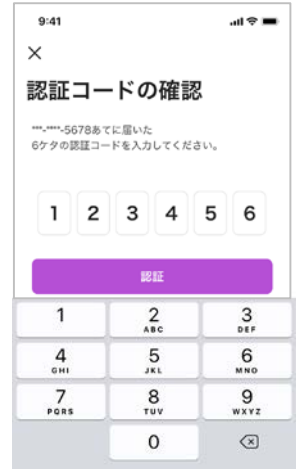 9:41
認証コードの確認
***-****-5678あてに届いた
6ケタの認証コードを入力してください。
1 2 3 4 5 6
認証
1 2 3
ABC DEF
4 5 6
GHI JKL MNO
7 8 9
PQRS TUV WXYZ
0